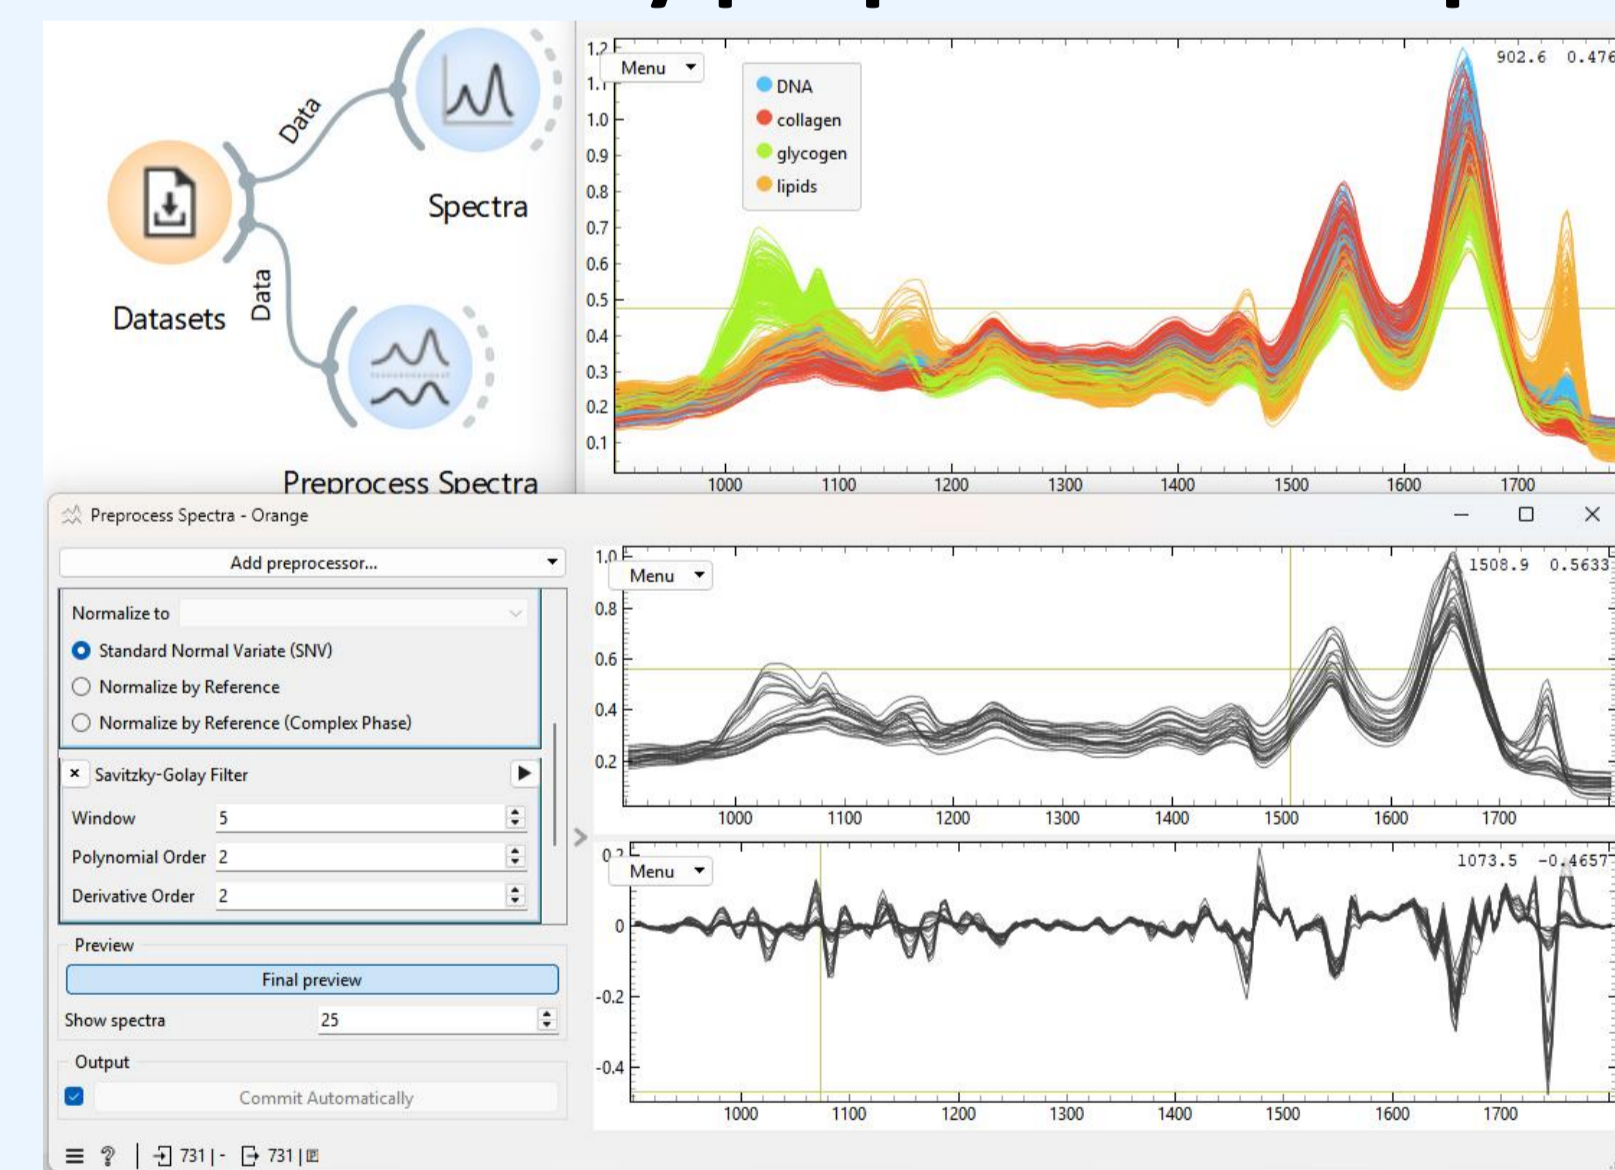 Data
Spectra
Datasets
Data
Preprocess Spectra
Menu
DNA
collagen
glycogen
lipids
902.6 0.476
1.2
1.1
1.0
0.9
0.8
0.7
0.6
0.5
0.4
0.3
0.2
0.1
1000 1100 1200 1300 1400 1500 1600 1700
Preprocess Spectra - Orange
Add preprocessor...
Normalize to
Standard Normal Variate (SNV)
Normalize by Reference
Normalize by Reference (Complex Phase)
Savitzky-Golay Filter
Window 5
Polynomial Order 2
Derivative Order 2
Preview
Final preview
Show spectra 25
Output
Commit Automatically
731 | - 731 |
Menu
1508.9 0.5633
1.0
0.8
0.6
0.4
0.2
1000 1100 1200 1300 1400 1500 1600 1700
Menu
1073.5 -0.4657
0.2
0
-0.2
-0.4
1000 1100 1200 1300 1400 1500 1600 1700